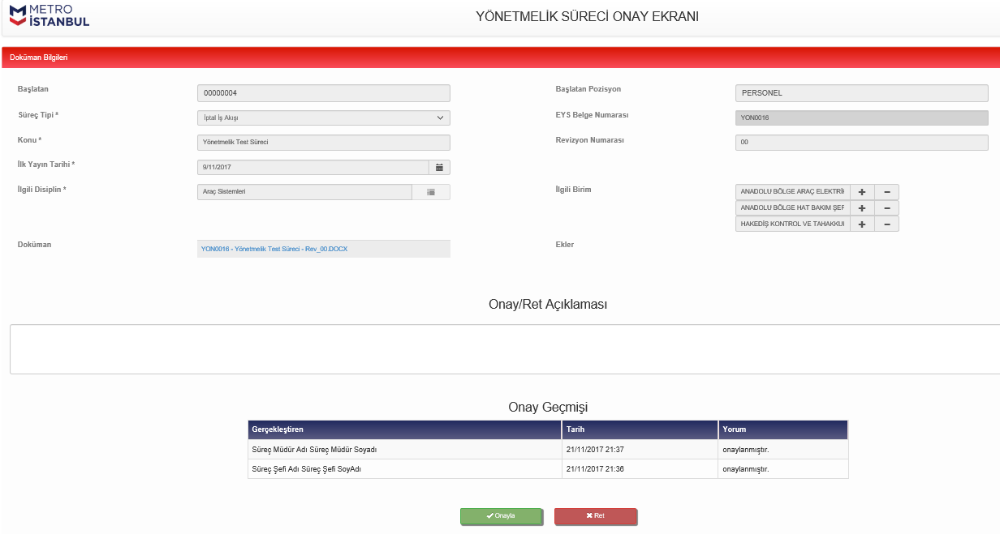 METRO
İSTANBUL
YÖNETMELİK SÜRECİ ONAY EKRANI
Doküman Bilgileri
Başlatan
00000004
Başlatan Pozisyon
PERSONEL
Süreç Tipi *
İptal İş Akışı
EYS Belge Numarası
YON0016
Konu *
Yönetmelik Test Süreci
Revizyon Numarası
00
İlk Yayın Tarihi *
9/11/2017
İlgili Disiplin *
Araç Sistemleri
İlgili Birim
ANADOLU BÖLGE ARAÇ ELEKTRİK
ANADOLU BÖLGE HAT BAKIM ŞEF
HAKEDİŞ KONTROL VE TAHAKKUI
Doküman
YON0016 - Yönetmelik Test Süreci - Rev_00.DOCX
Ekler
Onay/Ret Açıklaması
Onay Geçmişi
Gerçekleştiren Tarih Yorum
Süreç Müdür Adı Süreç Müdür Soyadı 21/11/2017 21:37 onaylanmıştır.
Süreç Şefi Adı Süreç Şefi SoyAdı 21/11/2017 21:36 onaylanmıştır.
Onayla
Ret